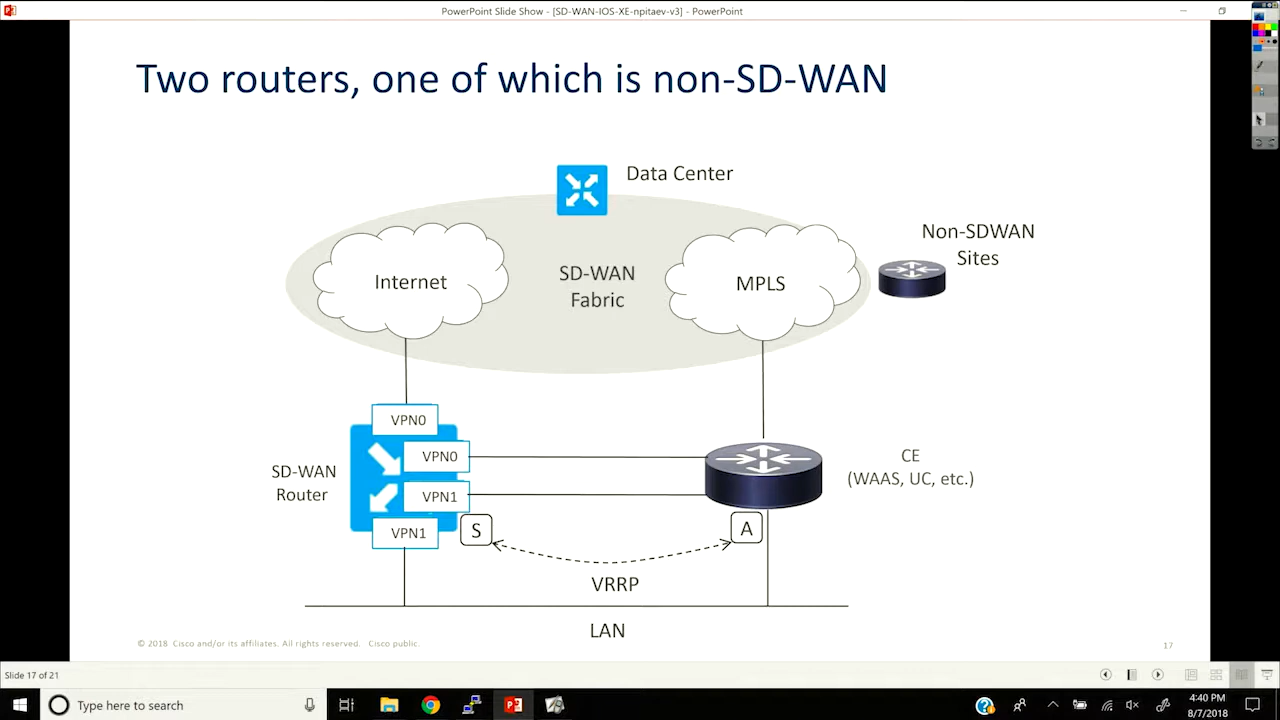 PowerPoint Slide Show - [SD-WAN-IOS-XE-npitaev-v3] - PowerPoint
Two routers, one of which is non-SD-WAN
Data Center
Non-SDWAN
Sites
Internet
SD-WAN
Fabric
MPLS
VPN0
VPN0
SD-WAN
Router
CE
(WAAS, UC, etc.)
VPN1
VPN1
S
A
VRRP
LAN
© 2018 Cisco and/or its affiliates. All rights reserved. Cisco public.
17
Slide 17 of 21
Type here to search
4:40 PM
8/7/2018